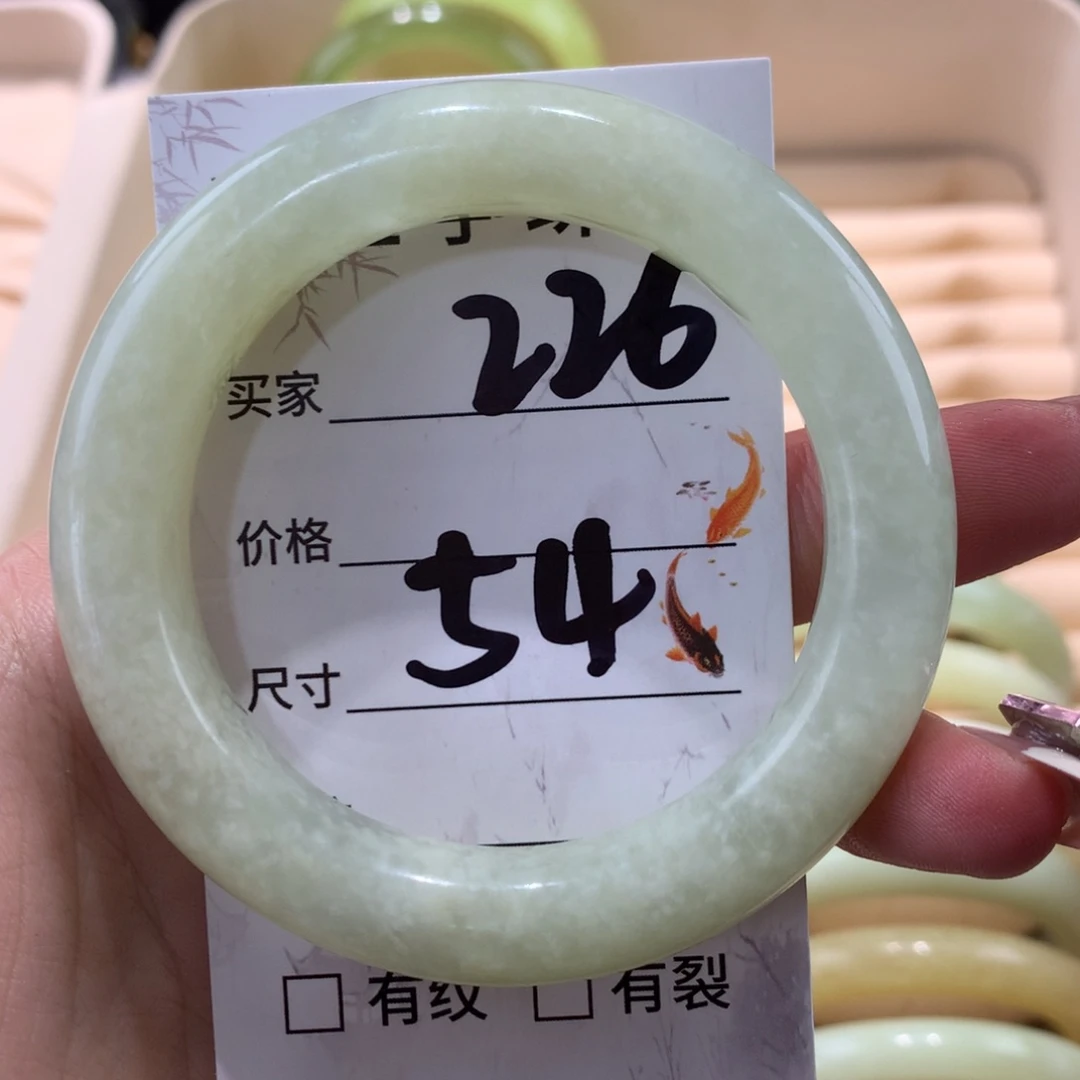 买家 226
价格
尺寸 54
有纹 有裂